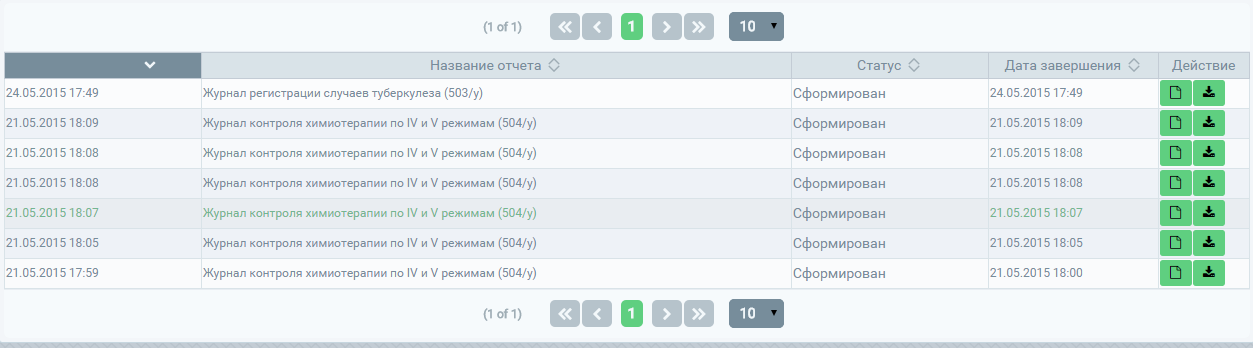 (1 of 1) 1 10
Название отчета Статус Дата завершения Действие
24.05.2015 17:49 Журнал регистрации случаев туберкулеза (503/у) Сформирован 24.05.2015 17:49
21.05.2015 18:09 Журнал контроля химиотерапии по IV и V режимам (504/у) Сформирован 21.05.2015 18:09
21.05.2015 18:08 Журнал контроля химиотерапии по IV и V режимам (504/у) Сформирован 21.05.2015 18:08
21.05.2015 18:08 Журнал контроля химиотерапии по IV и V режимам (504/у) Сформирован 21.05.2015 18:08
21.05.2015 18:07 Журнал контроля химиотерапии по IV и V режимам (504/у) Сформирован 21.05.2015 18:07
21.05.2015 18:05 Журнал контроля химиотерапии по IV и V режимам (504/у) Сформирован 21.05.2015 18:05
21.05.2015 17:59 Журнал контроля химиотерапии по IV и V режимам (504/у) Сформирован 21.05.2015 18:00
(1 of 1) 1 10